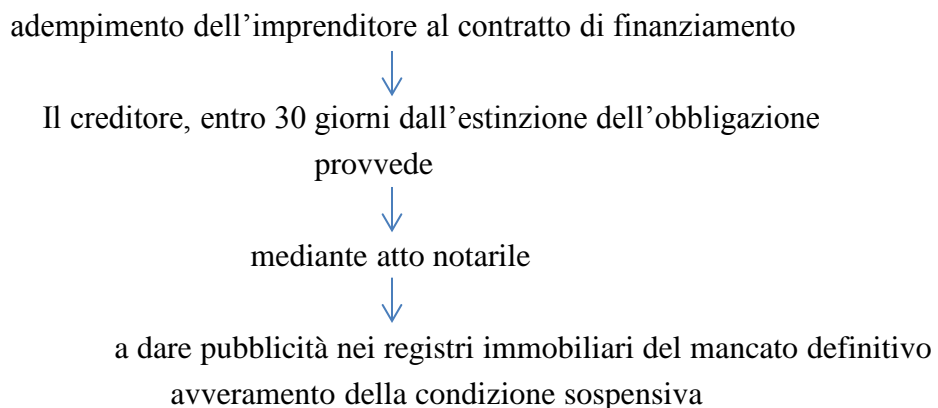 adempimento dell’imprenditore al contratto di finanziamento
Il creditore, entro 30 giorni dall’estinzione dell’obbligazione
provvede
mediante atto notarile
a dare pubblicità nei registri immobiliari del mancato definitivo
avveramento della condizione sospensiva